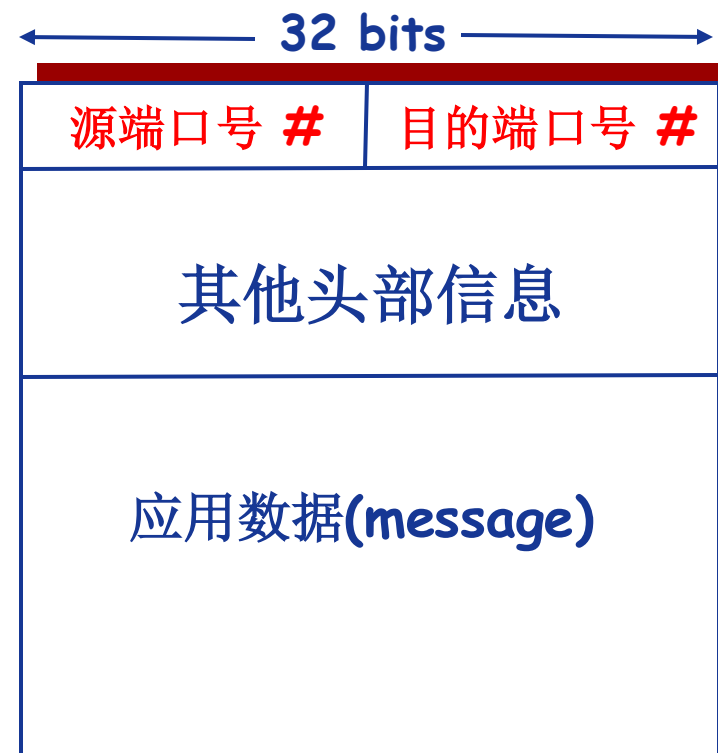 32 bits
源端口号 # 目的端口号 #
其他头部信息
应用数据(message)